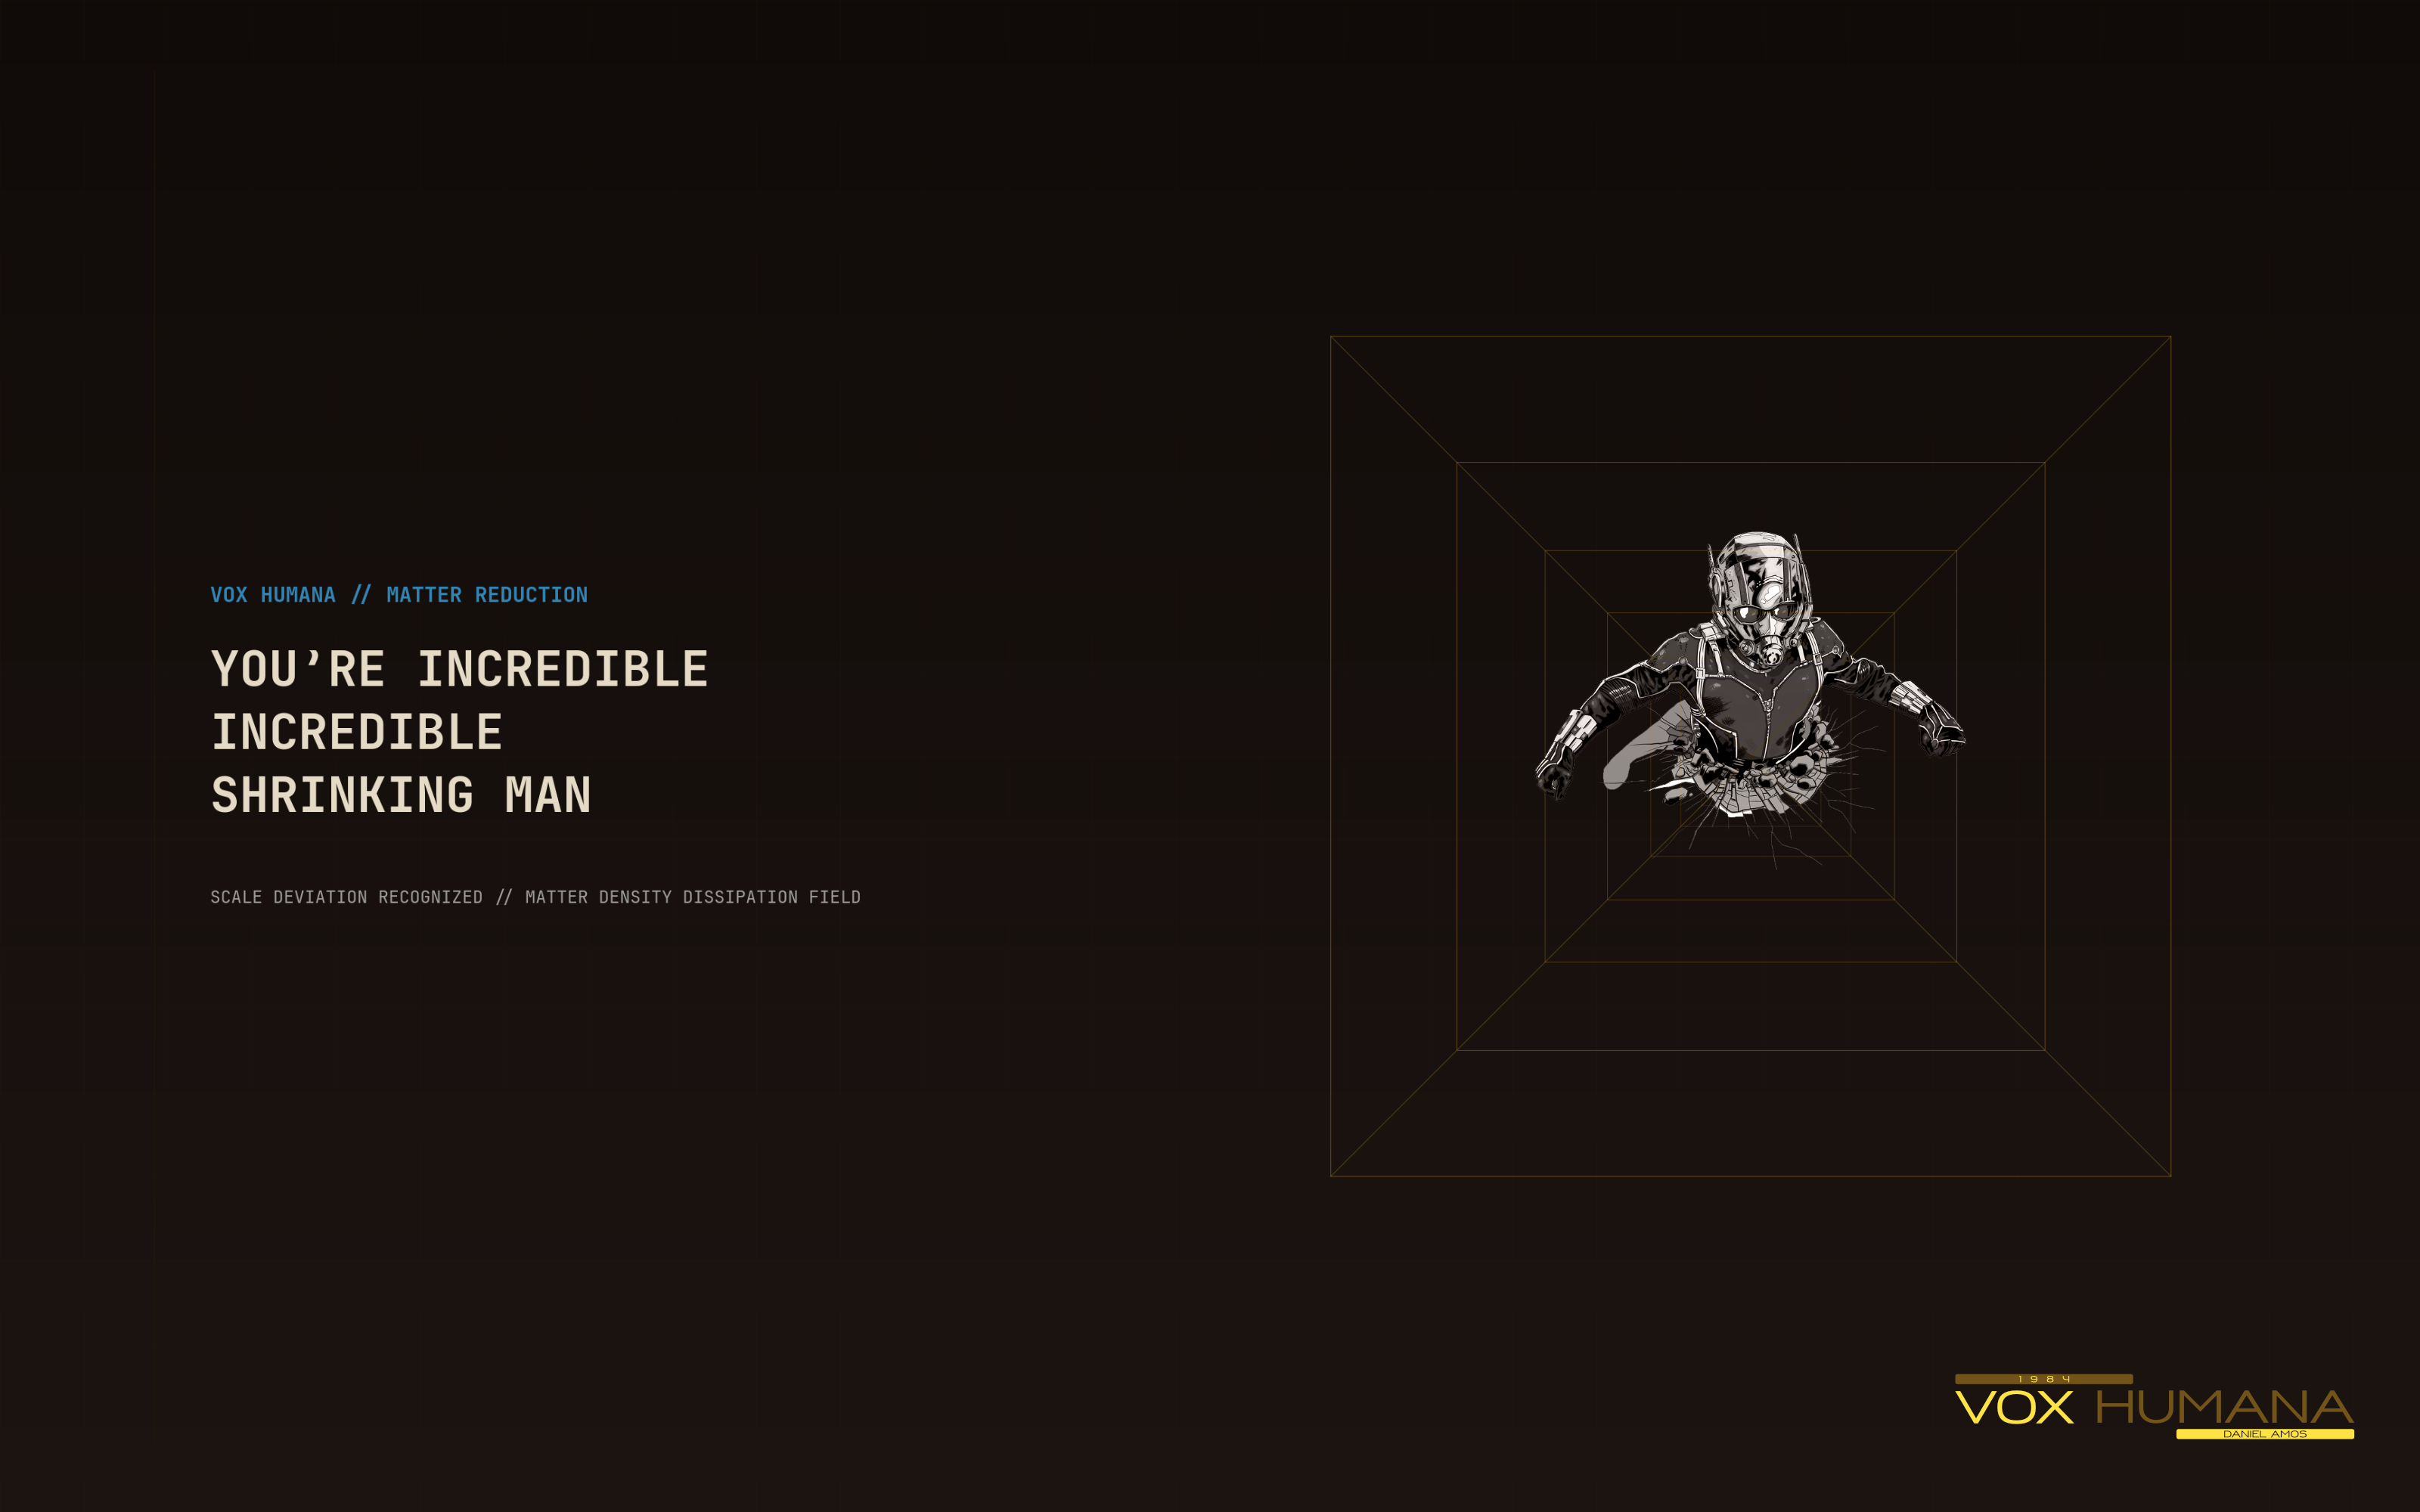 VOX HUMANA // MATTER REDUCTION
YOU’RE INCREDIBLE
INCREDIBLE
SHRINKING MAN
SCALE DEVIATION RECOGNIZED // MATTER DENSITY DISSIPATION FIELD
1984
VOX HUMANA
DANIEL AMOS